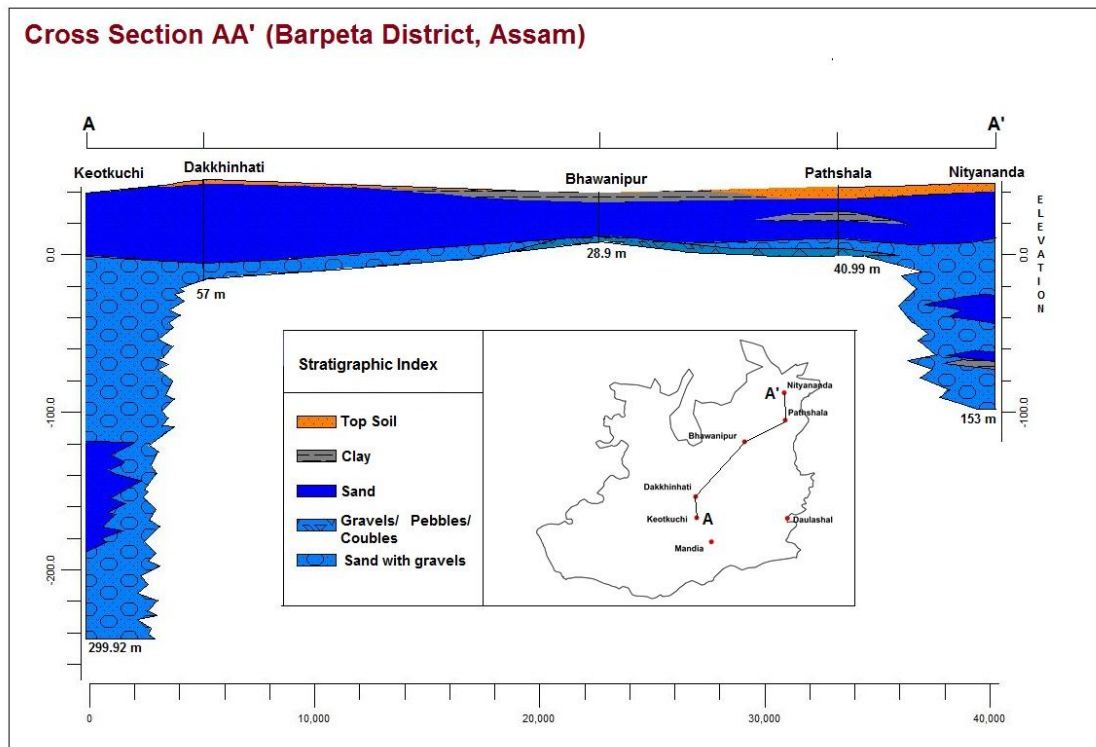 Cross Section AA' (Barpeta District, Assam)
A
A'
Keotkuchi
Dakkhinhati
Bhawanipur
Pathshala
Nityananda
ELEVATION
0.0
0.0
28.9 m
40.99 m
57 m
-100.0
-100.0
153 m
-200.0
299.92 m
Stratigraphic Index
Top Soil
Clay
Sand
Gravels/ Pebbles/
Coubles
Sand with gravels
A'
Nityananda
Pathshala
Bhawanipur
Dakkhinhati
Keotkuchi
A
Daulashal
Mandia
0
10,000
20,000
30,000
40,000